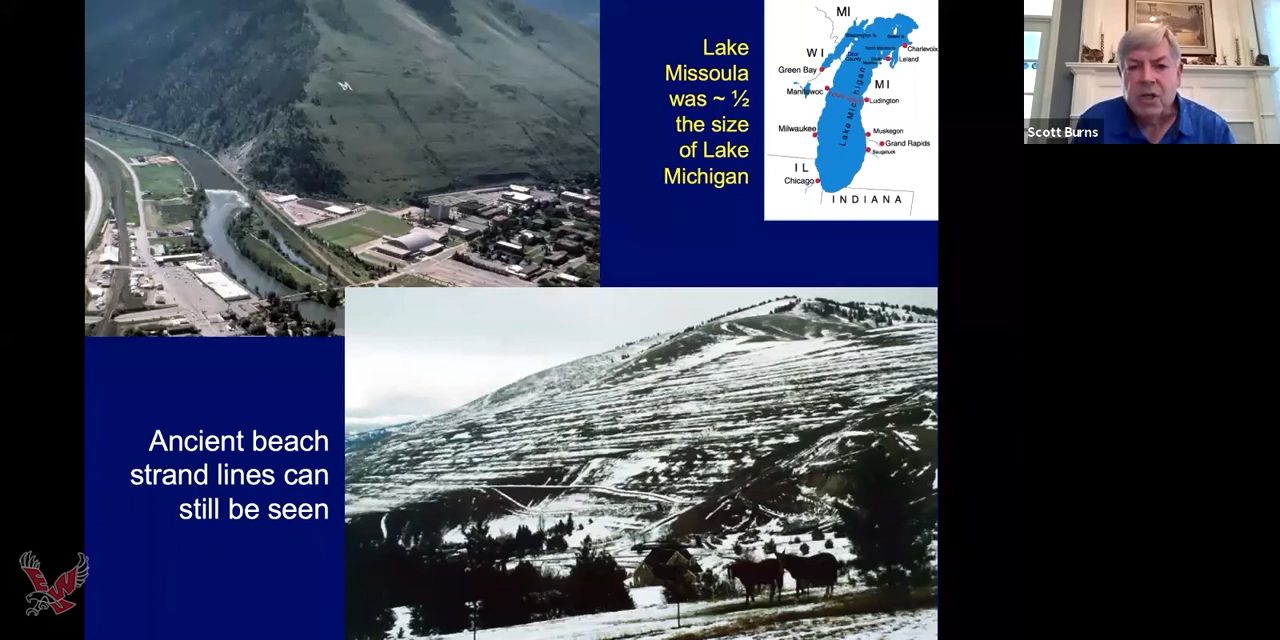 Lake
Missoula
was ~ ½
the size
of Lake
Michigan
MI
WI
Green Bay
Manitowoc
Milwaukee
IL
Chicago
Charlevoix
Leland
MI
Ludington
Lake Michigan
Muskegon
Grand Rapids
Saugatuck
INDIANA
Scott Burns
M
Ancient beach
strand lines can
still be seen